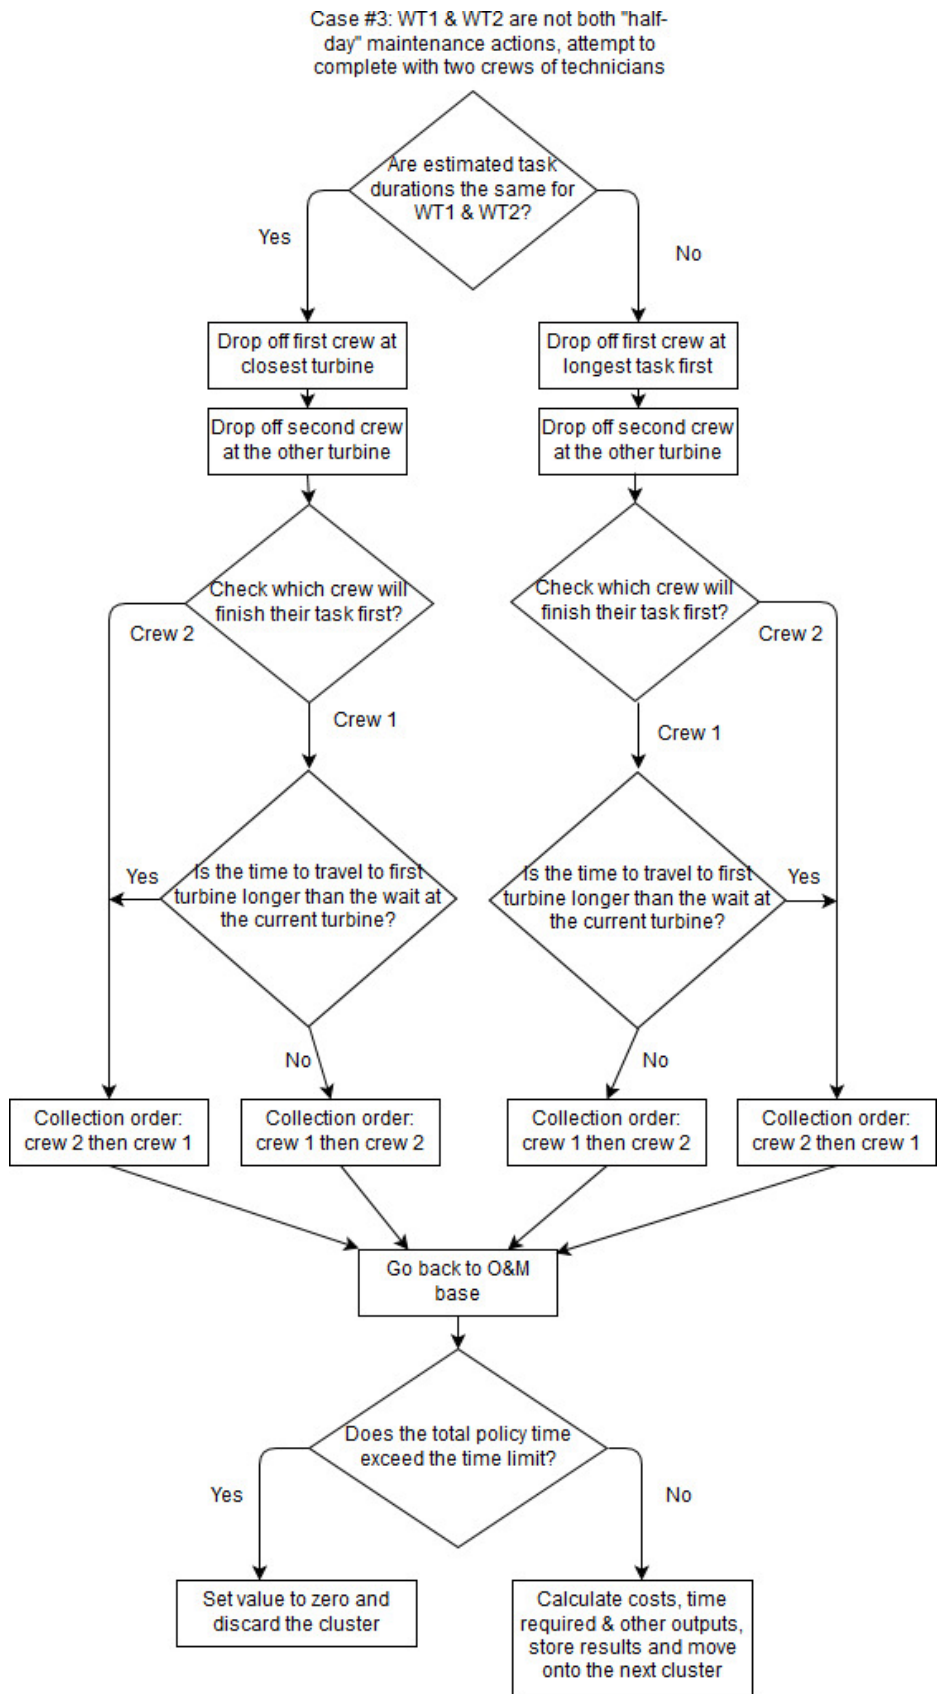 Case #3: WT1 & WT2 are not both "half-
day" maintenance actions, attempt to
complete with two crews of technicians
Are estimated task
durations the same for
WT1 & WT2?
Yes
No
Drop off first crew at
closest turbine
Drop off first crew at
longest task first
Drop off second crew
at the other turbine
Drop off second crew
at the other turbine
Check which crew will
finish their task first?
Check which crew will
finish their task first?
Crew 2
Crew 2
Crew 1
Crew 1
Is the time to travel to first
turbine longer than the wait at
the current turbine?
Is the time to travel to first
turbine longer than the wait at
the current turbine?
Yes
Yes
No
No
Collection order:
crew 2 then crew 1
Collection order:
crew 1 then crew 2
Collection order:
crew 1 then crew 2
Collection order:
crew 2 then crew 1
Go back to O&M
base
Does the total policy time
exceed the time limit?
Yes
No
Set value to zero and
discard the cluster
Calculate costs, time
required & other outputs,
store results and move
onto the next cluster